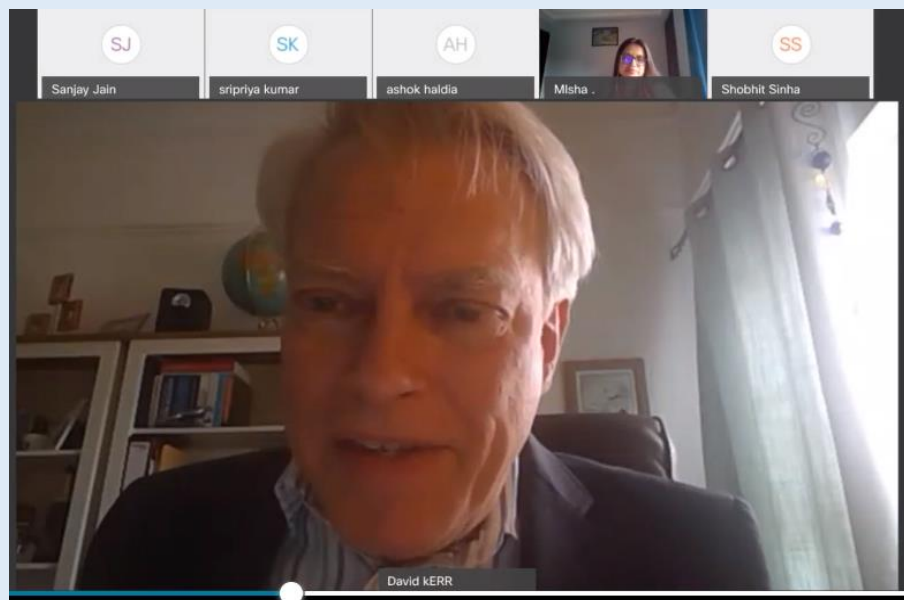 SJ
SK
AH
SS
Sanjay Jain
sripriya kumar
ashok haldia
MIsha .
Shobhit Sinha
David kERR